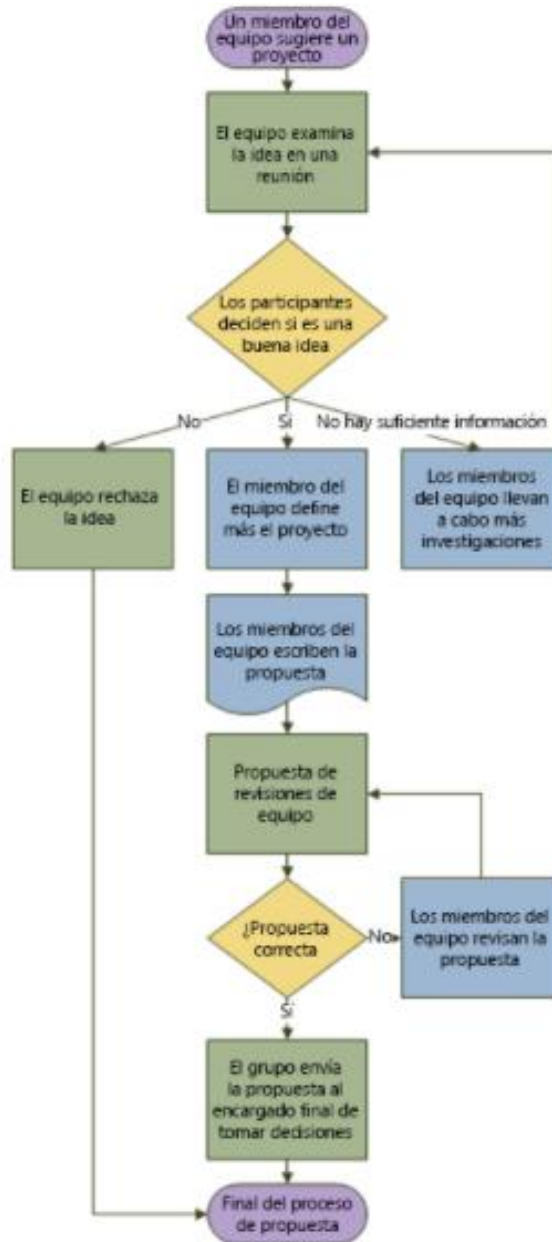 Un miembro del
equipo sugiere un
proyecto
El equipo examina
la idea en una
reunión
Los participantes
deciden si es una
buena idea
No
Si
No hay suficiente información
El equipo rechaza
la idea
El miembro del
equipo define
más el proyecto
Los miembros
del equipo llevan
a cabo más
investigaciones
Los miembros del
equipo escriben la
propuesta
Propuesta de
revisiones de
equipo
¿Propuesta
correcta
No
Los miembros del
equipo revisan la
propuesta
Si
El grupo envía
la propuesta al
encargado final de
tomar decisiones
Final del proceso
de propuesta